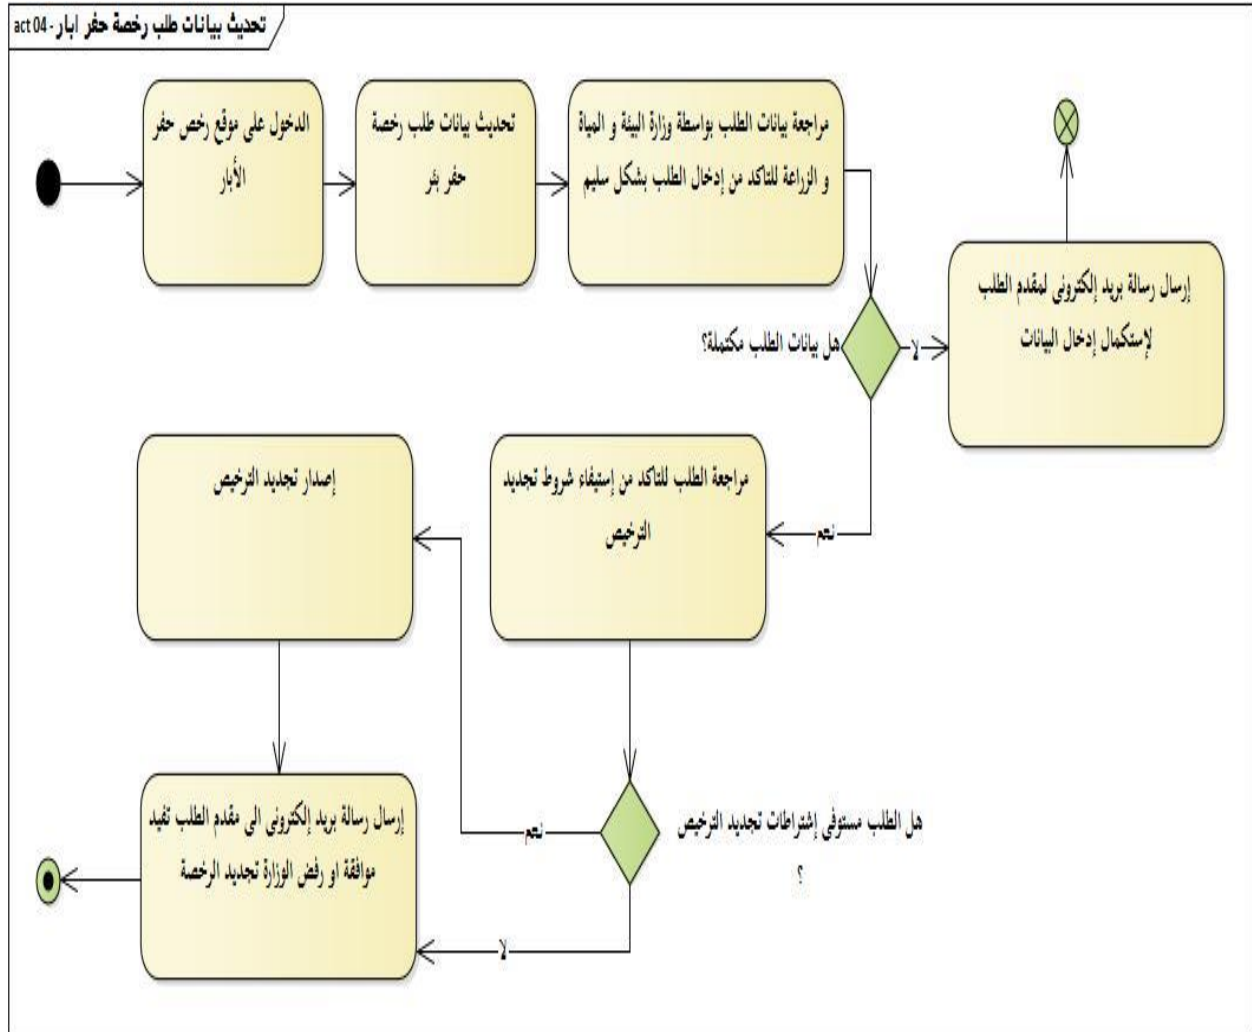 act 04 - تحديث بيانات طلب رخصة حفر ابار
الدخول على موقع رخص حفر
الأبار
تحديث بيانات طلب رخصة
حفر بئر
مراجعة بيانات الطلب بواسطة وزارة البيئة و المياة
و الزراعة للتاكد من إدخال الطلب بشكل سليم
هل بيانات الطلب مكتملة؟
لا
إرسال رسالة بريد إلكترونى لمقدم الطلب
لإستكمال إدخال البيانات
نعم
مراجعة الطلب للتاكد من إستيفاء شروط تجديد
الترخيص
إصدار تجديد الترخيص
هل الطلب مستوفى إشتراطات تجديد الترخيص
؟
نعم
لا
إرسال رسالة بريد إلكترونى الى مقدم الطلب تفيد
موافقة او رفض الوزارة تجديد الرخصة